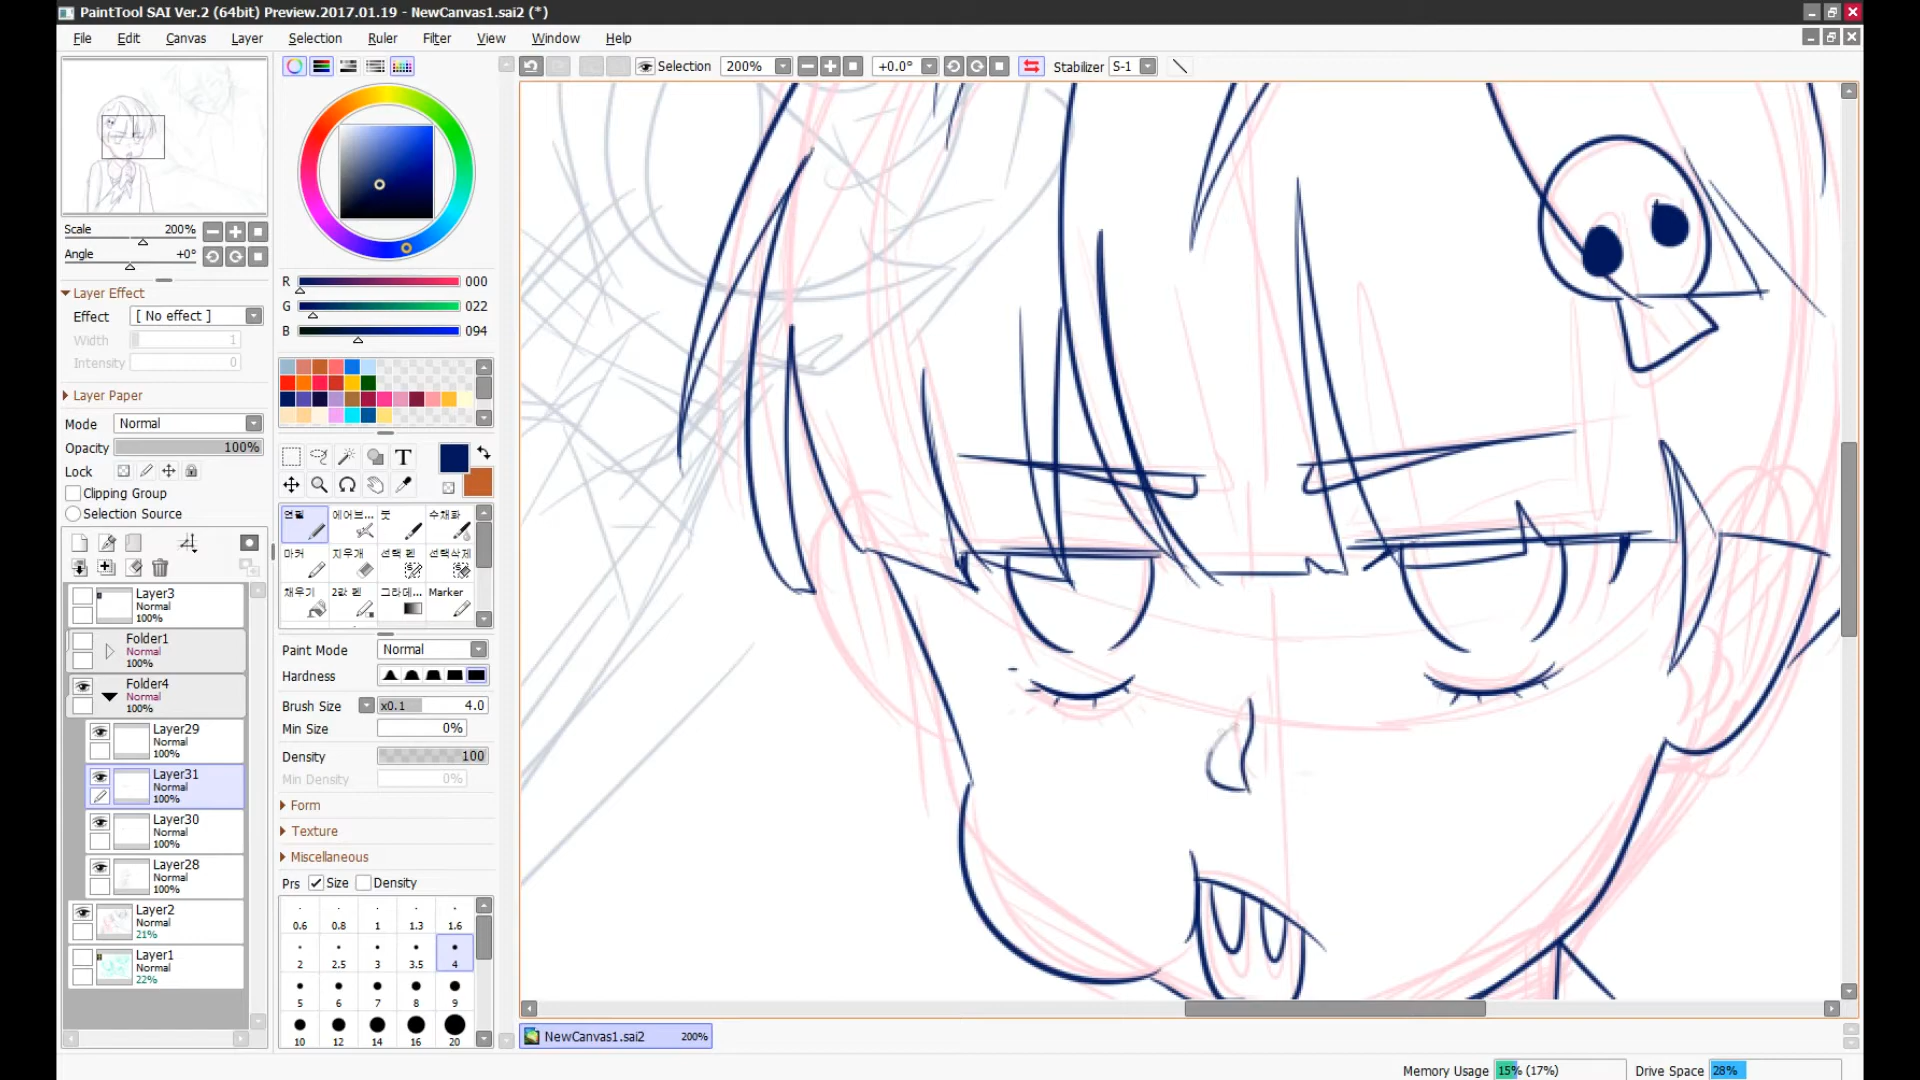 PaintTool SAI Ver.2 (64bit) Preview.2017.01.19 - NewCanvas1.sai2 (*)
File Edit Canvas Layer Selection Ruler Filter View Window Help
Selection 200% +0.0° Stabilizer S-1
Scale 200%
Angle +0°
Layer Effect
Effect [ No effect ]
Width 1
Intensity 0
Layer Paper
Mode Normal
Opacity 100%
Lock
Clipping Group
Selection Source
Layer3
Normal
100%
Folder1
Normal
100%
Folder4
Normal
100%
Layer29
Normal
100%
Layer31
Normal
100%
Layer30
Normal
100%
Layer28
Normal
100%
Layer2
Normal
21%
Layer1
Normal
22%
R 000
G 022
B 094
T
연필 에어브... 붓 수채화
마커 지우개 선택 펜 선택삭제
채우기 2값 펜 그라데... Marker
Paint Mode Normal
Hardness
Brush Size x0.1 4.0
Min Size 0%
Density 100
Min Density 0%
Form
Texture
Miscellaneous
Prs Size Density
0.6 0.8 1 1.3 1.6
2 2.5 3 3.5 4
5 6 7 8 9
10 12 14 16 20
NewCanvas1.sai2 200%
Memory Usage 15% (17%) Drive Space 28%